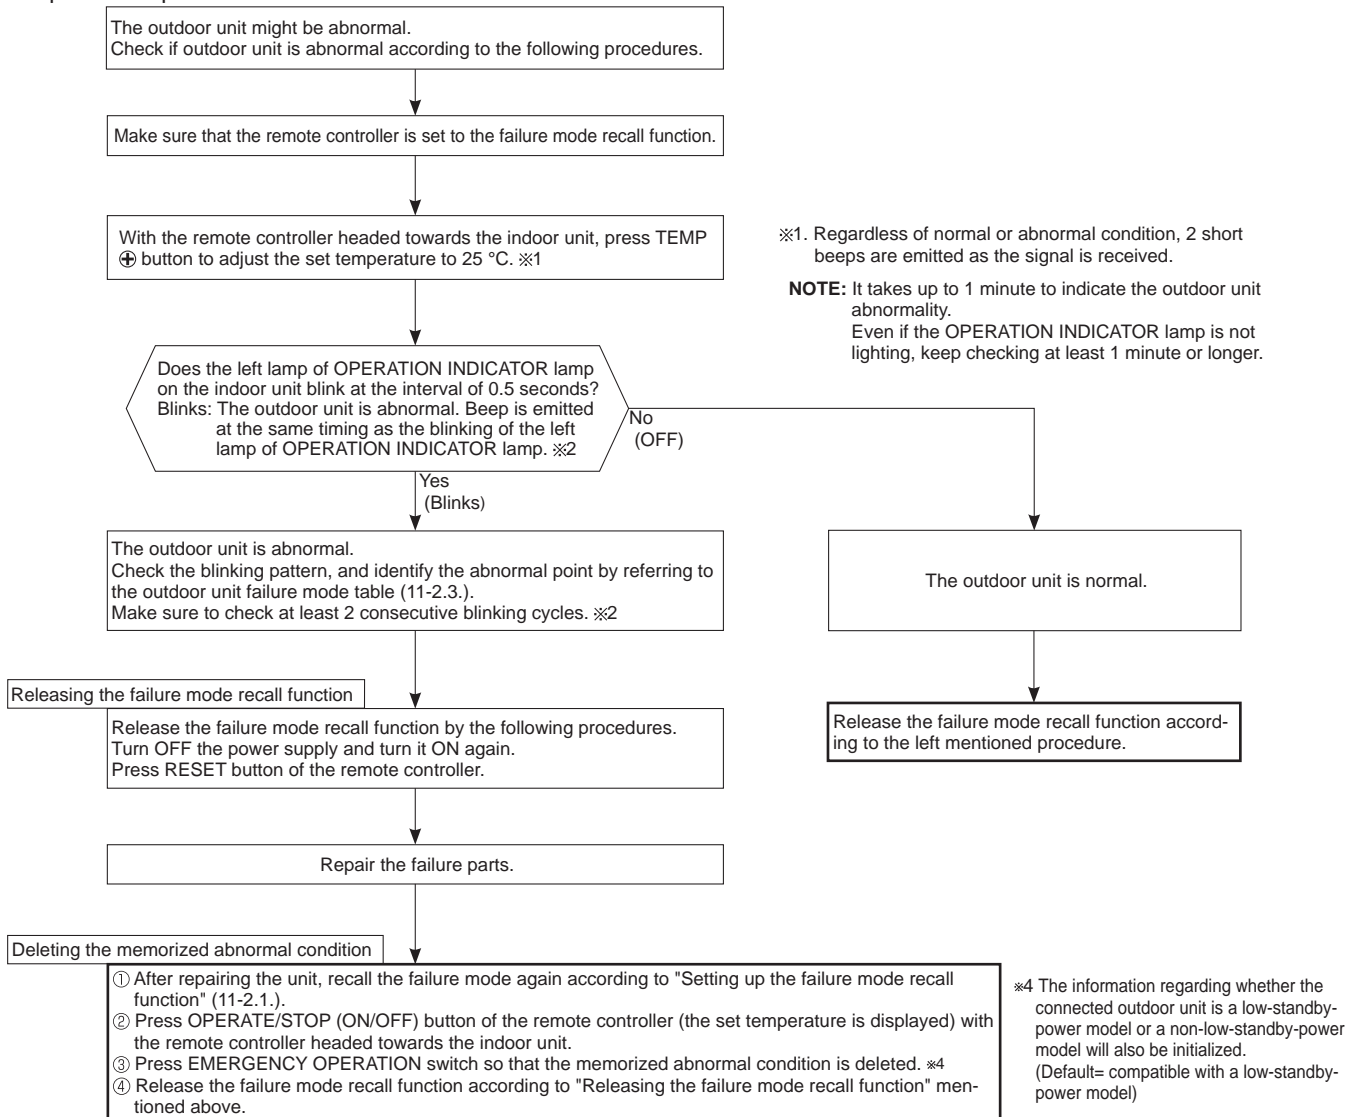 The outdoor unit might be abnormal.
Check if outdoor unit is abnormal according to the following procedures.
Make sure that the remote controller is set to the failure mode recall function.
With the remote controller headed towards the indoor unit, press TEMP
⊕ button to adjust the set temperature to 25 °C. ※1
※1. Regardless of normal or abnormal condition, 2 short
beeps are emitted as the signal is received.
NOTE: It takes up to 1 minute to indicate the outdoor unit
abnormality.
Even if the OPERATION INDICATOR lamp is not
lighting, keep checking at least 1 minute or longer.
Does the left lamp of OPERATION INDICATOR lamp
on the indoor unit blink at the interval of 0.5 seconds?
Blinks: The outdoor unit is abnormal. Beep is emitted
at the same timing as the blinking of the left
lamp of OPERATION INDICATOR lamp. ※2
No
(OFF)
Yes
(Blinks)
The outdoor unit is abnormal.
Check the blinking pattern, and identify the abnormal point by referring to
the outdoor unit failure mode table (11-2.3.).
Make sure to check at least 2 consecutive blinking cycles. ※2
The outdoor unit is normal.
Releasing the failure mode recall function
Release the failure mode recall function by the following procedures.
Turn OFF the power supply and turn it ON again.
Press RESET button of the remote controller.
Release the failure mode recall function accord-
ing to the left mentioned procedure.
Repair the failure parts.
Deleting the memorized abnormal condition
① After repairing the unit, recall the failure mode again according to "Setting up the failure mode recall
function" (11-2.1.).
② Press OPERATE/STOP (ON/OFF) button of the remote controller (the set temperature is displayed) with
the remote controller headed towards the indoor unit.
③ Press EMERGENCY OPERATION switch so that the memorized abnormal condition is deleted. ※4
④ Release the failure mode recall function according to "Releasing the failure mode recall function" men-
tioned above.
※4 The information regarding whether the
connected outdoor unit is a low-standby-
power model or a non-low-standby-power
model will also be initialized.
(Default= compatible with a low-standby-
power model)